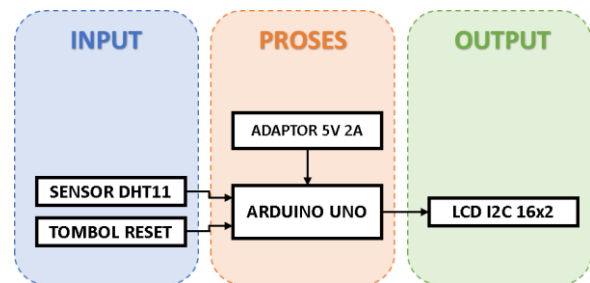 INPUT
PROSES
OUTPUT
ADAPTOR 5V 2A
SENSOR DHT11
ARDUINO UNO
LCD I2C 16x2
TOMBOL RESET